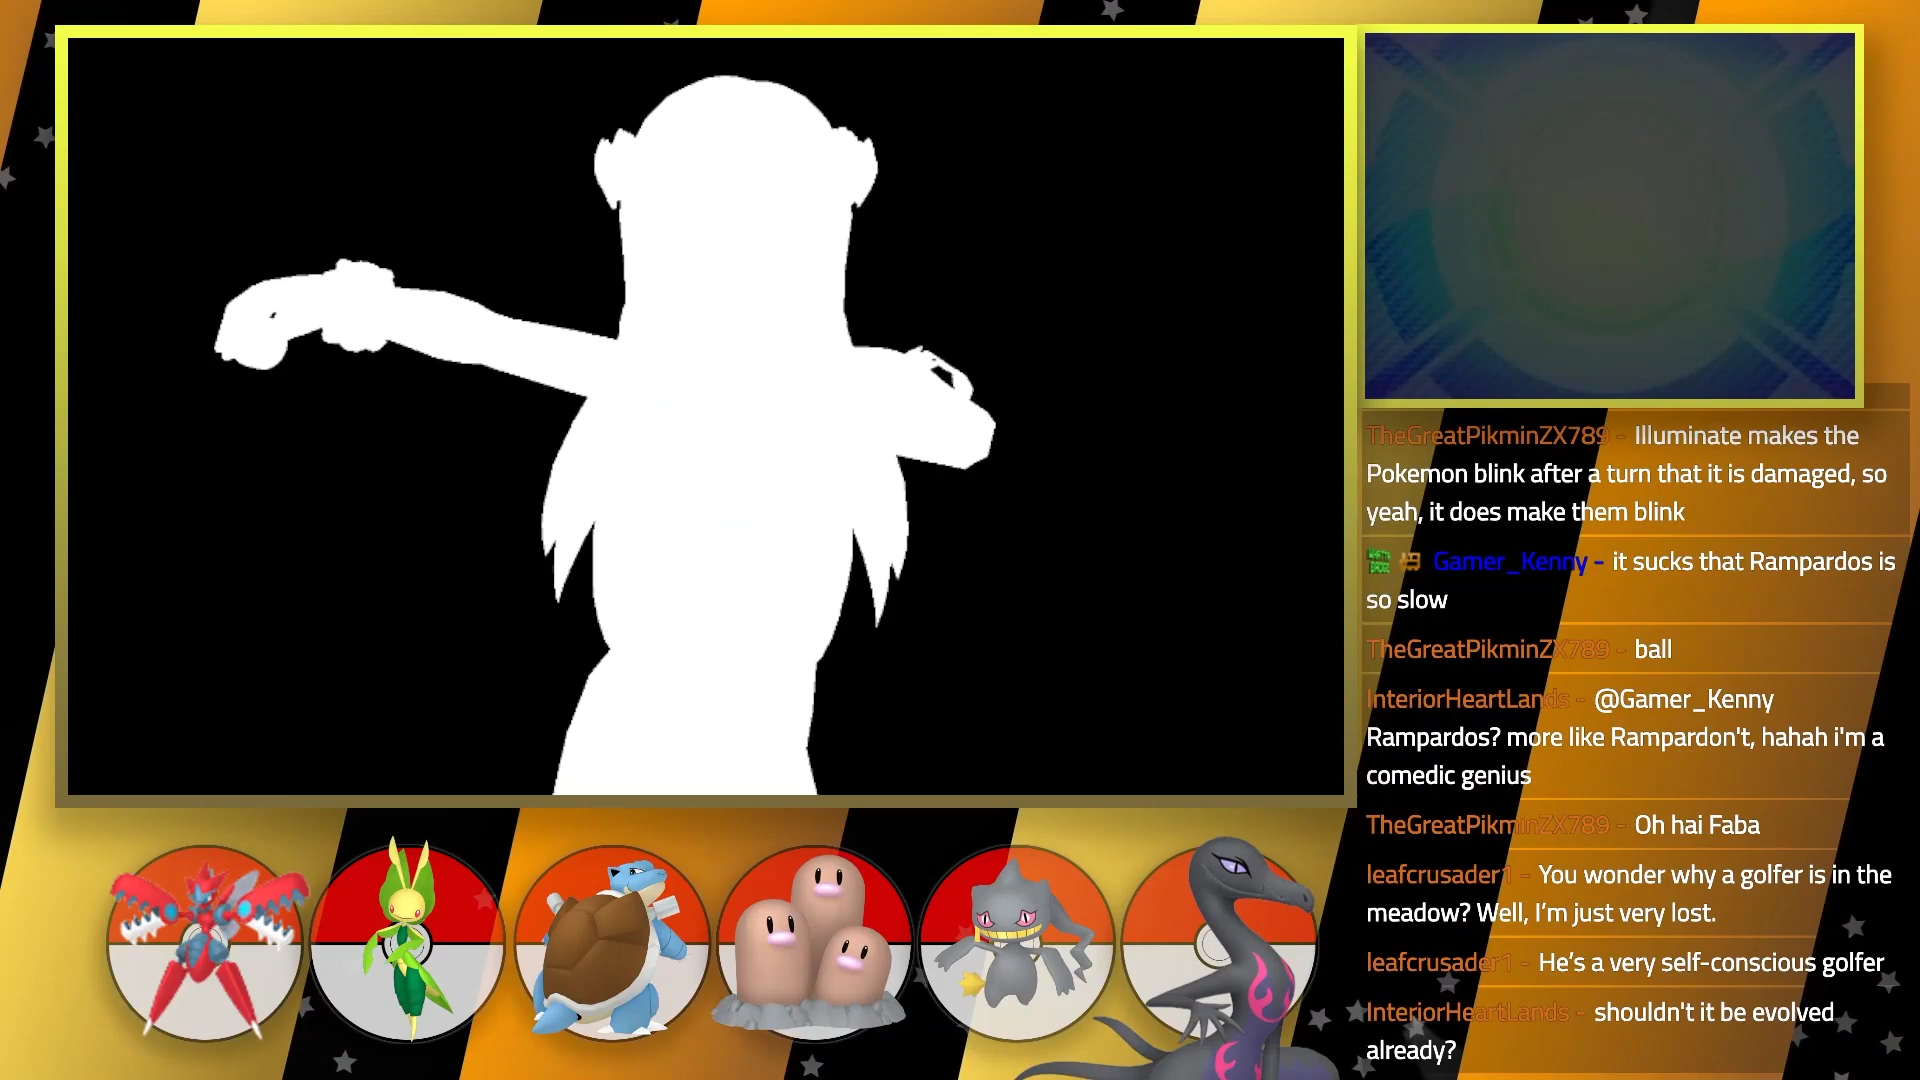 TheGreatPikminZX789 - Illuminate makes the
Pokemon blink after a turn that it is damaged, so
yeah, it does make them blink
Gamer_Kenny - it sucks that Rampardos is
so slow
TheGreatPikminZX789 - ball
InteriorHeartLands - @Gamer_Kenny
Rampardos? more like Rampardon't, hahah i'm a
comedic genius
TheGreatPikminZX789 - Oh hai Faba
leafcrusader1 - You wonder why a golfer is in the
meadow? Well, I'm just very lost.
leafcrusader1 - He's a very self-conscious golfer
InteriorHeartLands - shouldn't it be evolved
already?